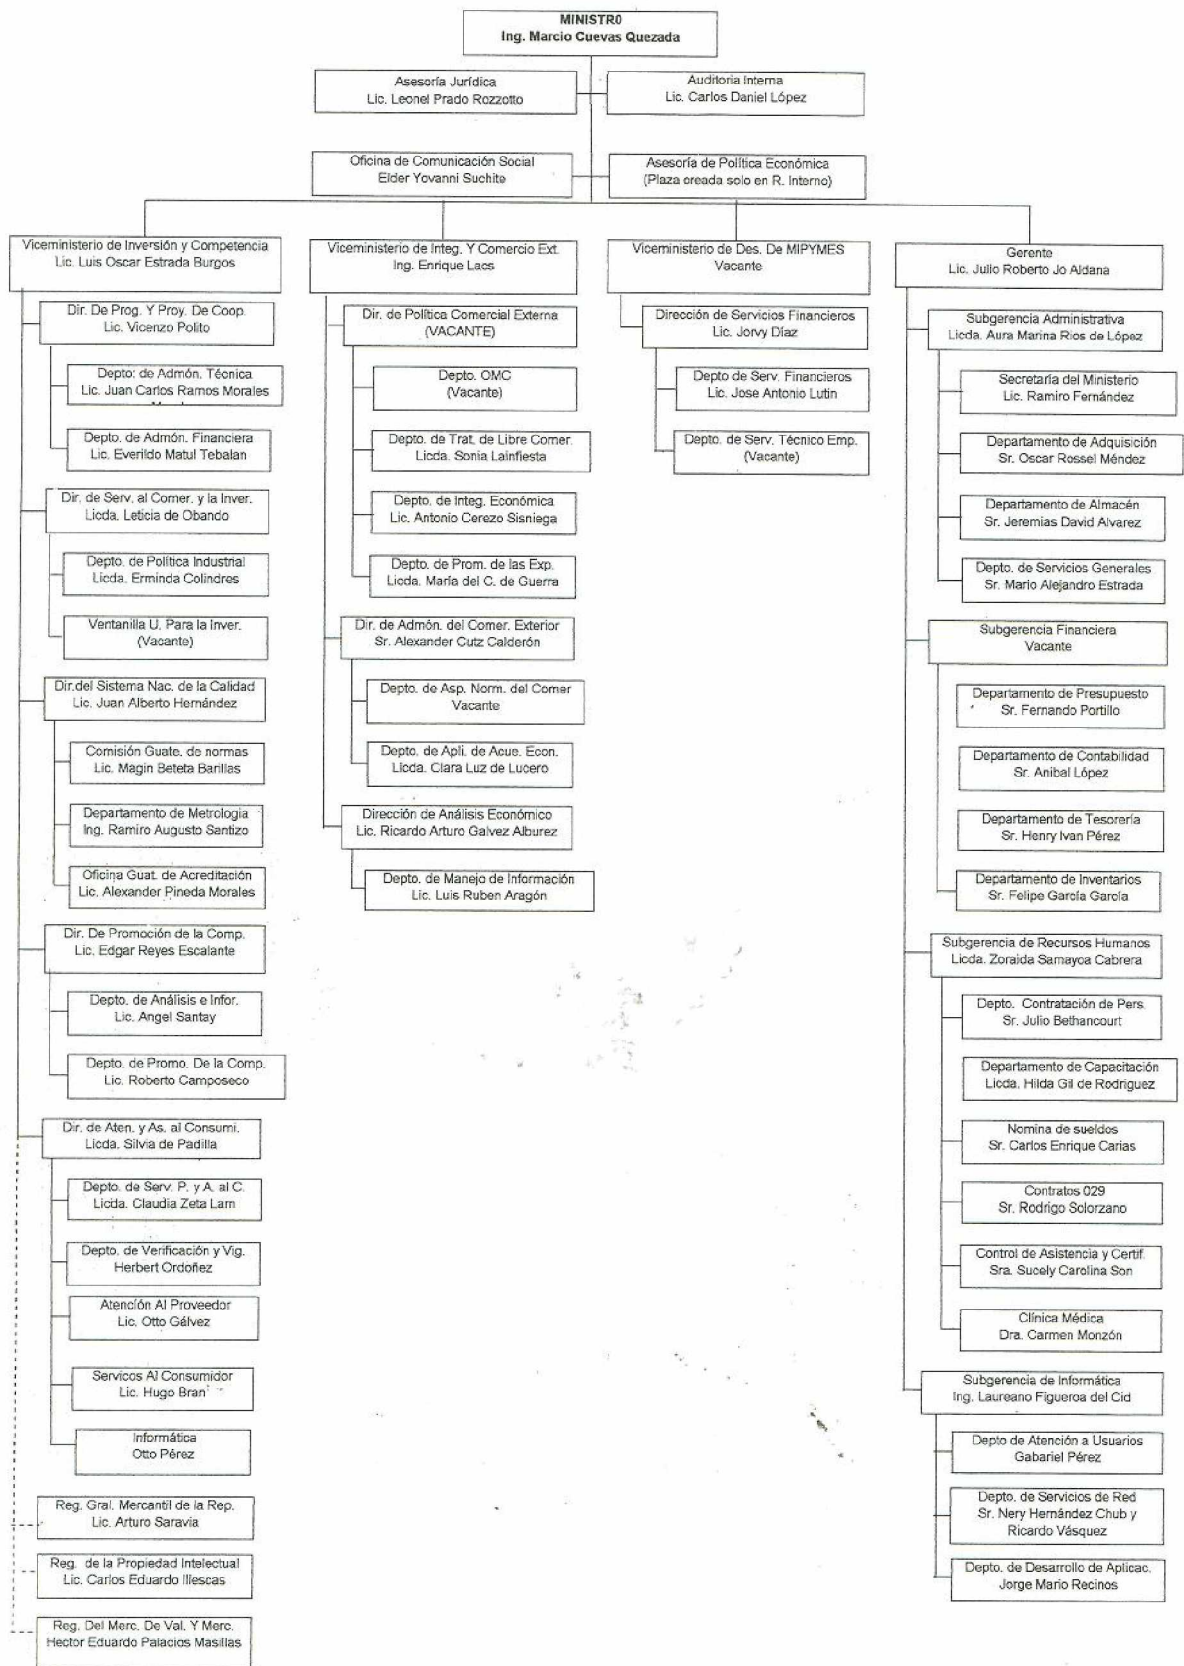 MINISTRO
Ing. Marcio Cuevas Quezada
Asesoría Jurídica
Lic. Leonel Prado Rozzotto
Auditoria Interna
Lic. Carlos Daniel López
Oficina de Comunicación Social
Elder Yovanni Suchite
Asesoría de Política Económica
(Plaza creada solo en R. Interno)
Viceministerio de Inversión y Competencia
Lic. Luis Oscar Estrada Burgos
Dir. De Prog. Y Proy. De Coop.
Lic. Vicenzo Polito
Depto: de Admón. Técnica
Lic. Juan Carlos Ramos Morales
Depto. de Admón. Financiera
Lic. Everildo Matul Tebalan
Dir. de Serv. al Comer. y la Inver.
Licda. Leticia de Obando
Depto. de Política Industrial
Licda. Erminda Colindres
Ventanilla U. Para la Inver.
(Vacante)
Dir.del Sistema Nac. de la Calidad
Lic. Juan Alberto Hernández
Comisión Guate. de normas
Lic. Magin Beteta Barillas
Departamento de Metrologia
Ing. Ramiro Augusto Santizo
Oficina Guat. de Acreditación
Lic. Alexander Pineda Morales
Dir. De Promoción de la Comp.
Lic. Edgar Reyes Escalante
Depto. de Análisis e Infor.
Lic. Angel Santay
Depto. de Promo. De la Comp.
Lic. Roberto Camposeco
Dir. de Aten. y As. al Consumi.
Licda. Silvia de Padilla
Depto. de Serv. P. y A. al C.
Licda. Claudia Zeta Lam
Depto. de Verificación y Vig.
Herbert Ordoñez
Atención Al Proveedor
Lic. Otto Gálvez
Servicos Al Consumidor
Lic. Hugo Bran
Informática
Otto Pérez
Reg. Gral. Mercantil de la Rep.
Lic. Arturo Saravia
Reg. de la Propiedad Intelectual
Lic. Carlos Eduardo Illescas
Reg. Del Merc. De Val. Y Merc.
Hector Eduardo Palacios Masillas
Viceministerio de Integ. Y Comercio Ext.
Ing. Enrique Lacs
Dir. de Política Comercial Externa
(VACANTE)
Depto. OMC
(Vacante)
Depto. de Trat. de Libre Comer.
Licda. Sonia Lainfiesta
Depto. de Integ. Económica
Lic. Antonio Cerezo Sisniega
Depto. de Prom. de las Exp.
Licda. María del C. de Guerra
Dir. de Admón. del Comer. Exterior
Sr. Alexander Cutz Calderón
Depto. de Asp. Norm. del Comer
Vacante
Depto. de Apli. de Acue. Econ.
Licda. Clara Luz de Lucero
Dirección de Análisis Económico
Lic. Ricardo Arturo Galvez Alburez
Depto. de Manejo de Información
Lic. Luis Ruben Aragón
Viceministerio de Des. De MIPYMES
Vacante
Dirección de Servicios Financieros
Lic. Jorvy Díaz
Depto de Serv. Financieros
Lic. Jose Antonio Lutin
Depto. de Serv. Técnico Emp.
(Vacante)
Gerente
Lic. Julio Roberto Jo Aldana
Subgerencia Administrativa
Licda. Aura Marina Rios de López
Secretaría del Ministerio
Lic. Ramiro Fernández
Departamento de Adquisición
Sr. Oscar Rossel Méndez
Departamento de Almacén
Sr. Jeremias David Alvarez
Depto. de Servicios Generales
Sr. Mario Alejandro Estrada
Subgerencia Financiera
Vacante
Departamento de Presupuesto
Sr. Fernando Portillo
Departamento de Contabilidad
Sr. Anibal López
Departamento de Tesorería
Sr. Henry Ivan Pérez
Departamento de Inventarios
Sr. Felipe García García
Subgerencia de Recursos Humanos
Licda. Zoraida Samayoa Cabrera
Depto. Contratación de Pers.
Sr. Julio Bethancourt
Departamento de Capacitación
Licda. Hilda Gil de Rodriguez
Nomina de sueldos
Sr. Carlos Enrique Carias
Contratos 029
Sr. Rodrigo Solorzano
Control de Asistencia y Certif.
Sra. Sucely Carolina Son
Clínica Médica
Dra. Carmen Monzón
Subgerencia de Informática
Ing. Laureano Figueroa del Cid
Depto de Atención a Usuarios
Gabariel Pérez
Depto. de Servicios de Red
Sr. Nery Hernández Chub y
Ricardo Vásquez
Depto. de Desarrollo de Aplicac.
Jorge Mario Recinos